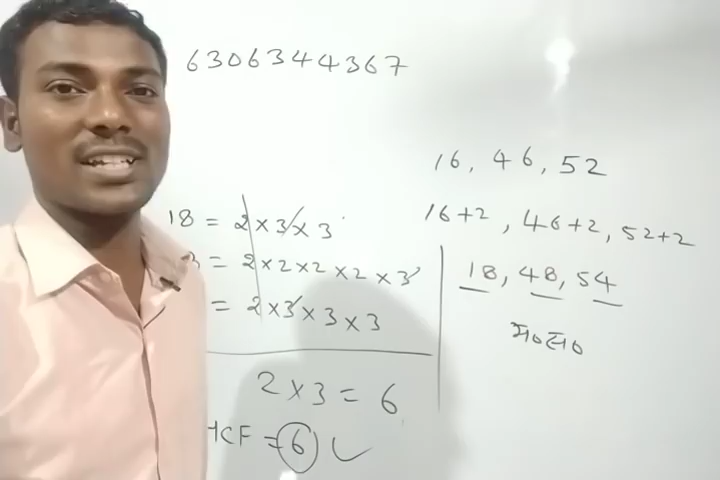 6306344367
16, 46, 52
16+2, 46+2, 52+2
18, 48, 54
म०स०
18 = 2 × 3 × 3
= 2 × 2 × 2 × 2 × 3
= 2 × 3 × 3 × 3
2 × 3 = 6
HCF = 6